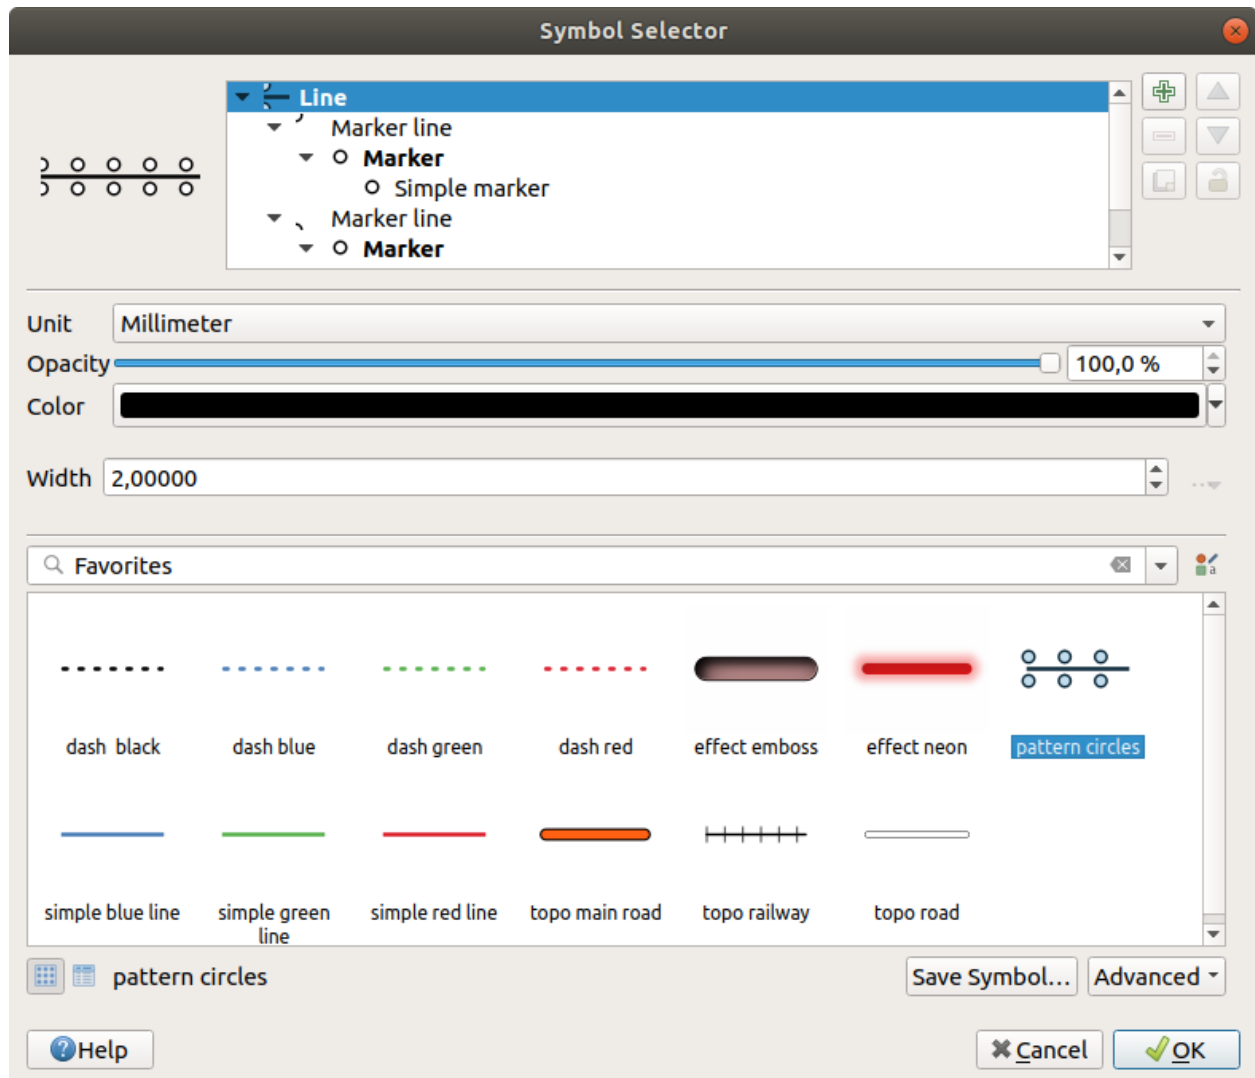 Symbol Selector
Line
Marker line
Marker
Simple marker
Marker line
Marker
Unit Millimeter
Opacity 100,0 %
Color
Width 2,00000
Favorites
a
dash  black dash blue dash green dash red effect emboss effect neon pattern circles
simple blue line simple green simple red line topo main road topo railway topo road
line
pattern circles Save Symbol... Advanced
?Help Cancel OK